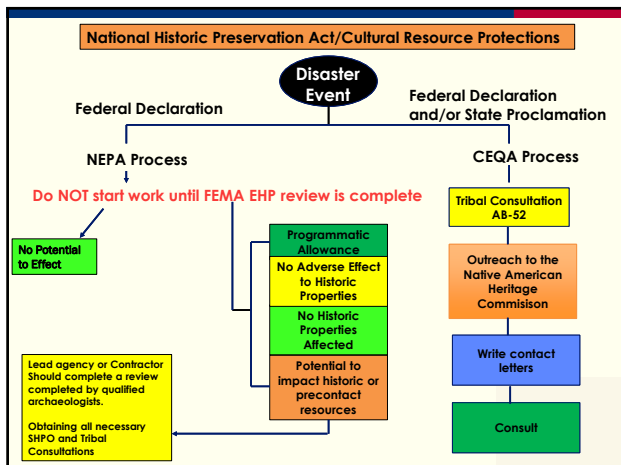 National Historic Preservation Act/Cultural Resource Protections
Disaster
Event
Federal Declaration
Federal Declaration
and/or State Proclamation
NEPA Process
CEQA Process
Do NOT start work until FEMA EHP review is complete
No Potential
to Effect
Programmatic
Allowance
No Adverse Effect
to Historic
Properties
No Historic
Properties
Affected
Potential to
impact historic or
precontact
resources
Lead agency or Contractor
Should complete a review
completed by qualified
archaeologists.
Obtaining all necessary
SHPO and Tribal
Consultations
Tribal Consultation
AB-52
Outreach to the
Native American
Heritage
Commisison
Write contact
letters
Consult